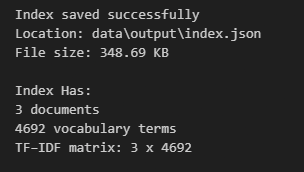 Index saved successfully
Location: data\output\index.json
File size: 348.69 KB
Index Has:
3 documents
4692 vocabulary terms
TF-IDF matrix: 3 x 4692